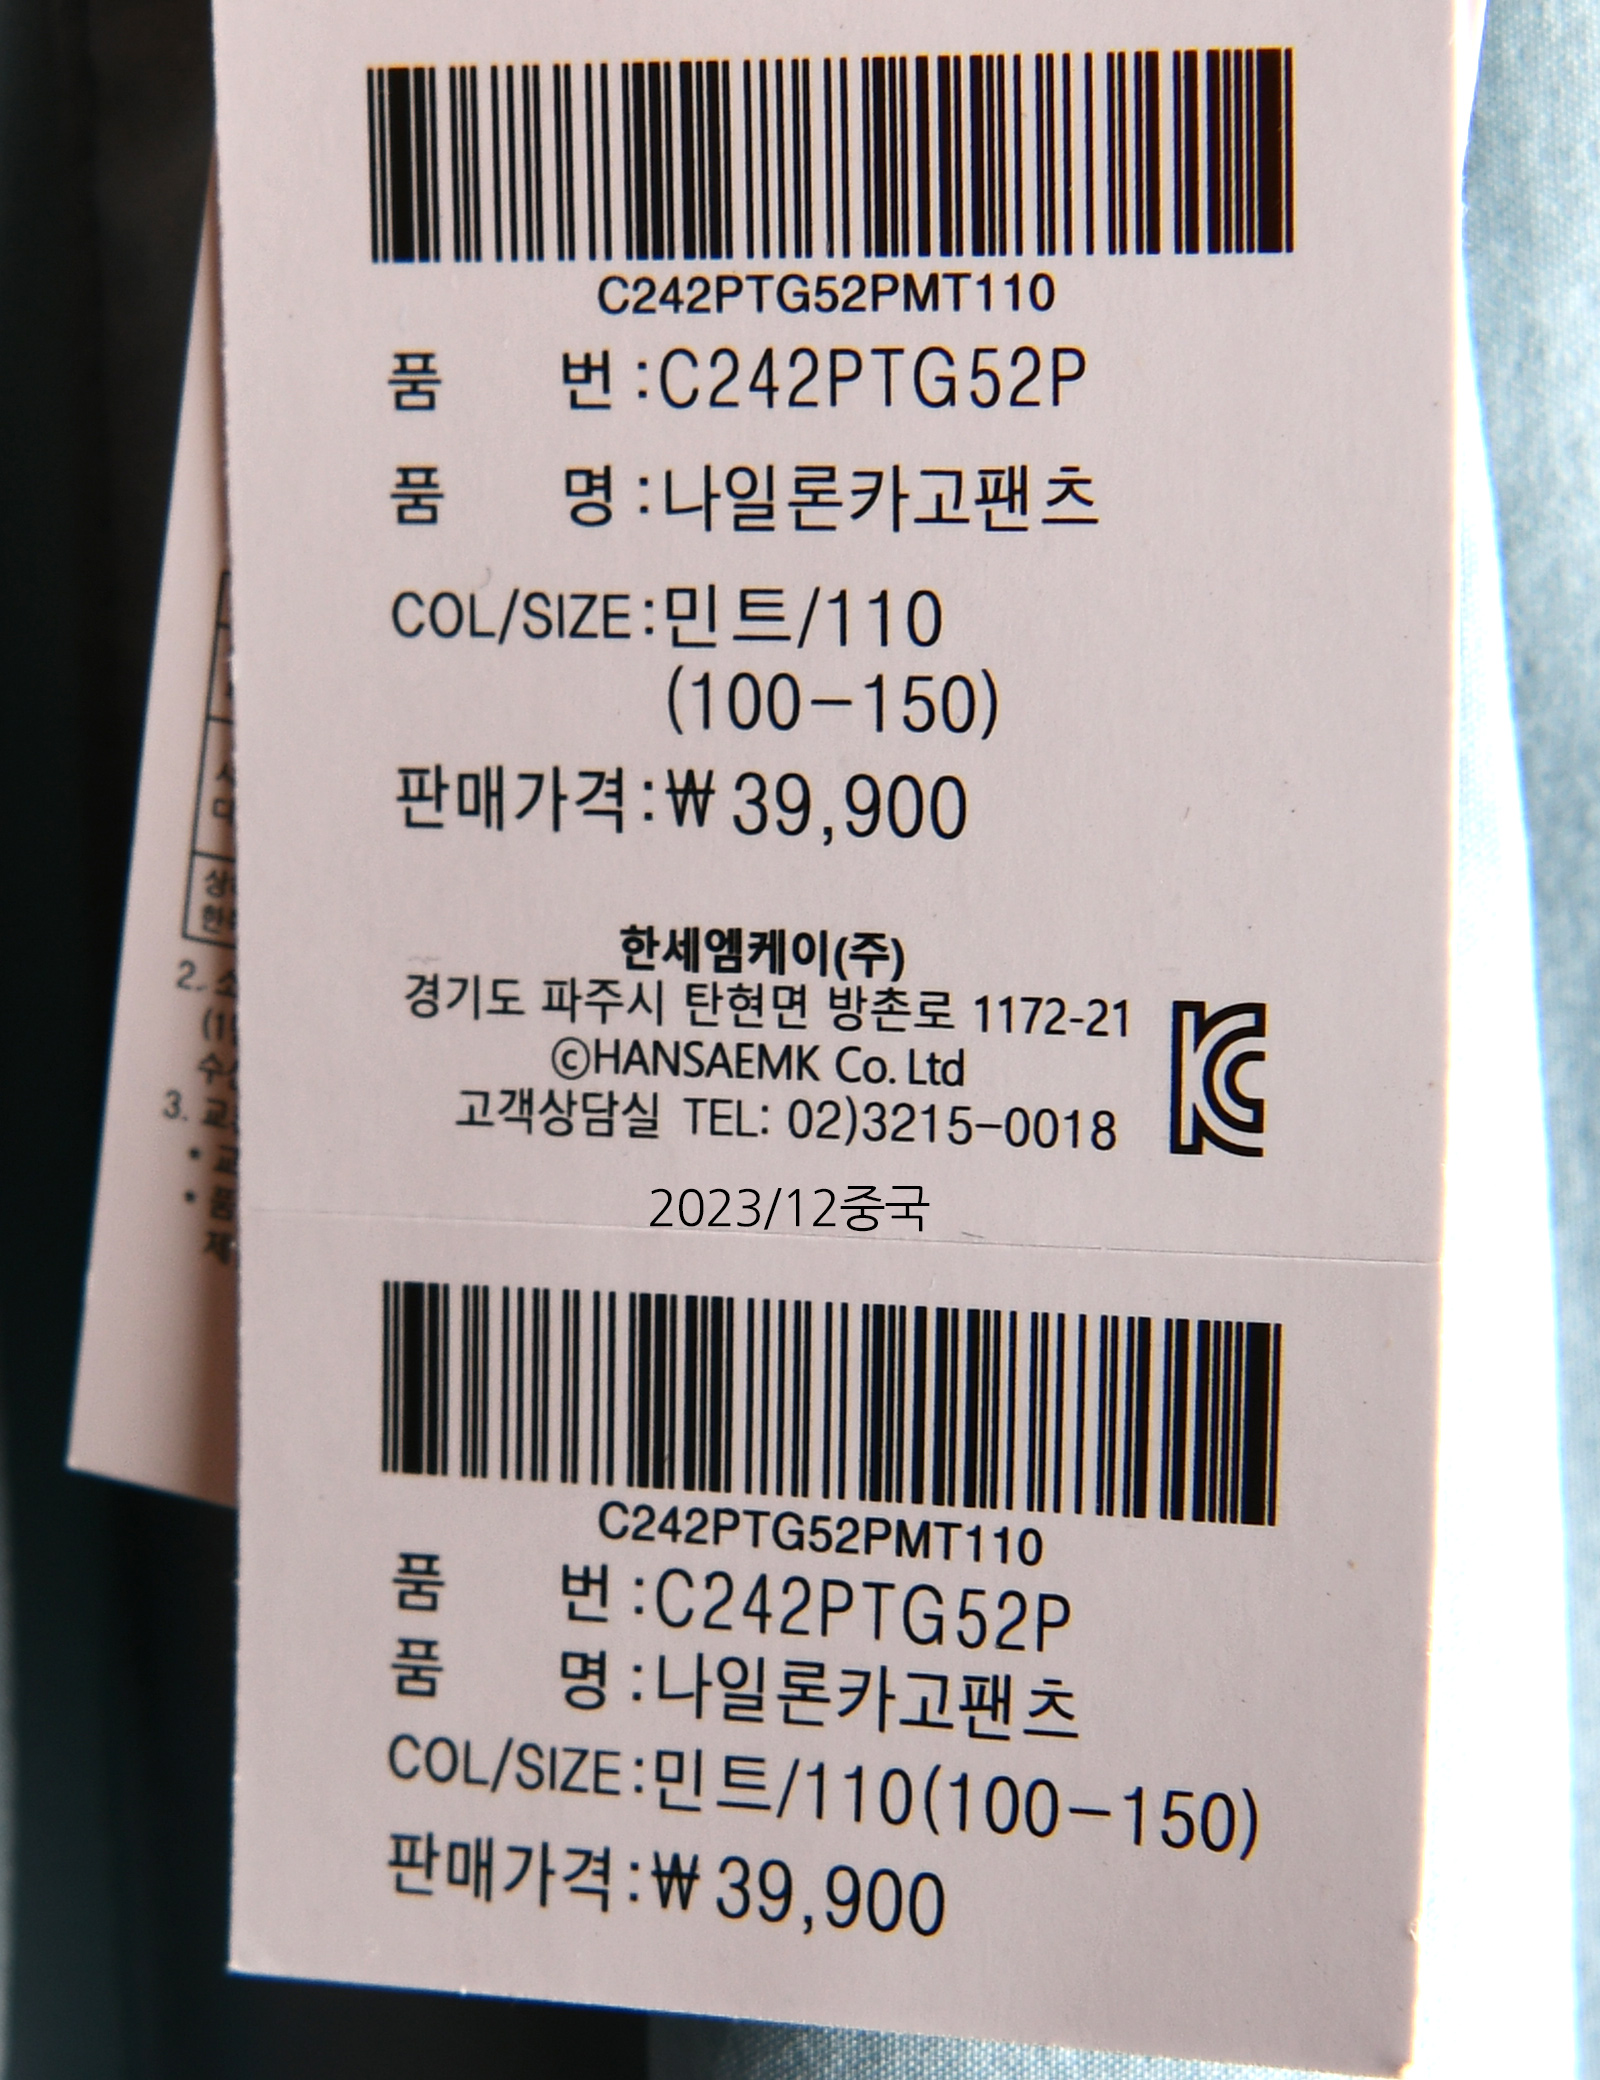 C242PTG52PMT110
품 번 :C242PTG52P
품 명 :나일론카고팬츠
COL/SIZE:민트/110
(100-150)
판매가격:₩39,900
한세엠케이(주)
경기도 파주시 탄현면 방촌로 1172-21
©HANSAEMK Co. Ltd
고객상담실 TEL: 02)3215-0018
2023/12중국
C242PTG52PMT110
품 번 :C242PTG52P
품 명 :나일론카고팬츠
COL/SIZE:민트/110(100-150)
판매가격:₩39,900
2.
3.